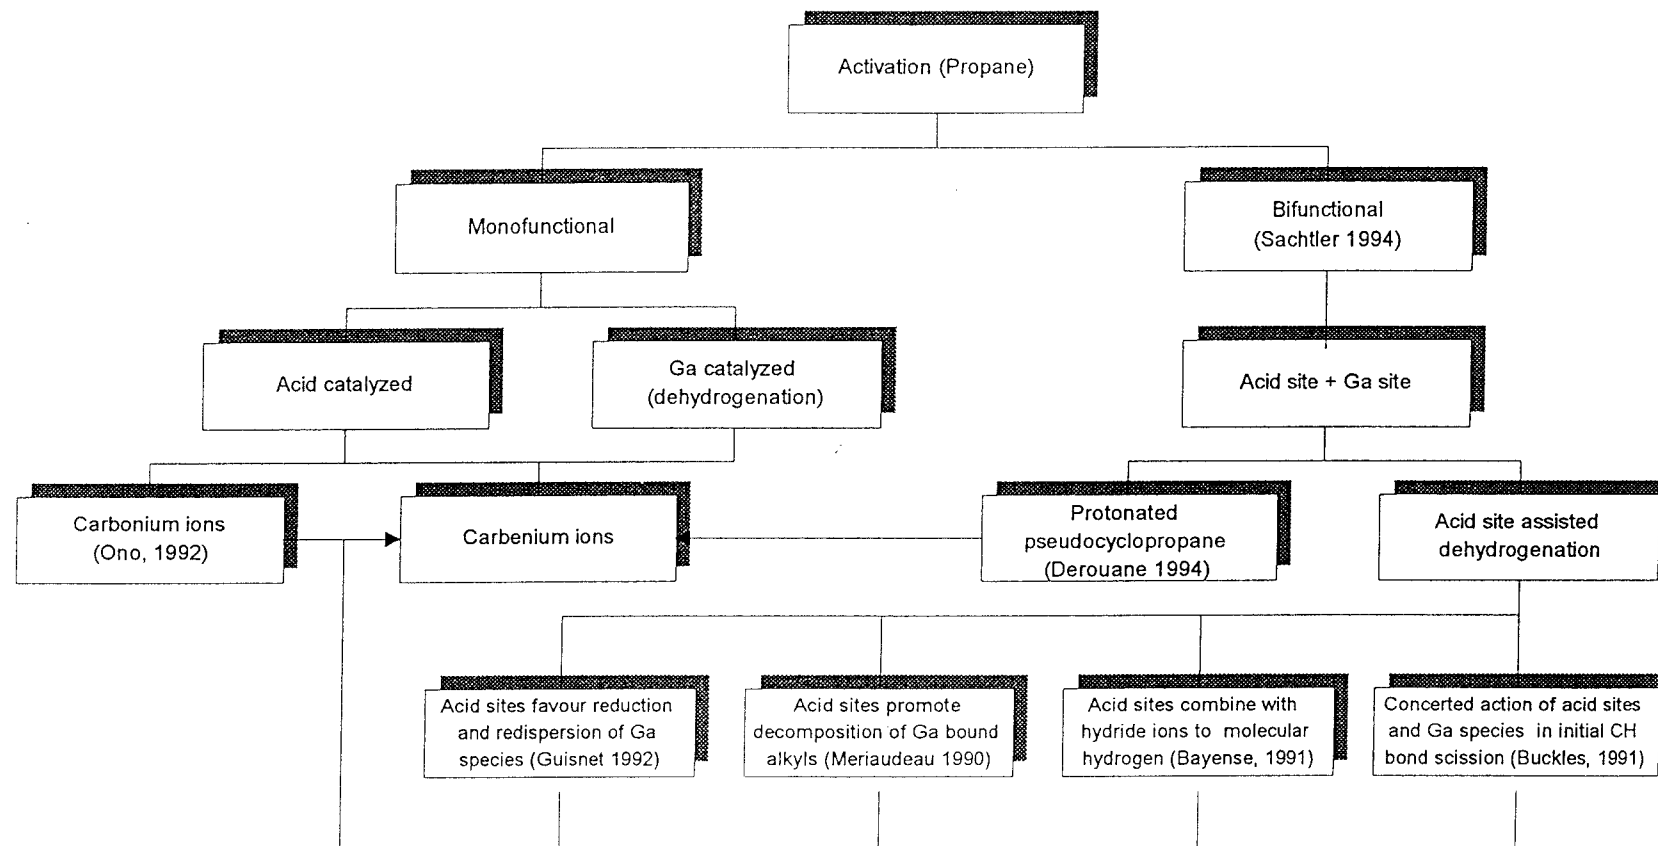 Activation (Propane)
Monofunctional
Bifunctional
(Sachtler 1994)
Acid catalyzed
Ga catalyzed
(dehydrogenation)
Acid site + Ga site
Carbonium ions
(Ono, 1992)
Carbenium ions
Protonated
pseudocyclopropane
(Derouane 1994)
Acid site assisted
dehydrogenation
Acid sites favour reduction
and redispersion of Ga
species (Guisnet 1992)
Acid sites promote
decomposition of Ga bound
alkyls (Meriaudeau 1990)
Acid sites combine with
hydride ions to molecular
hydrogen (Bayense, 1991)
Concerted action of acid sites
and Ga species in initial CH
bond scission (Buckles, 1991)